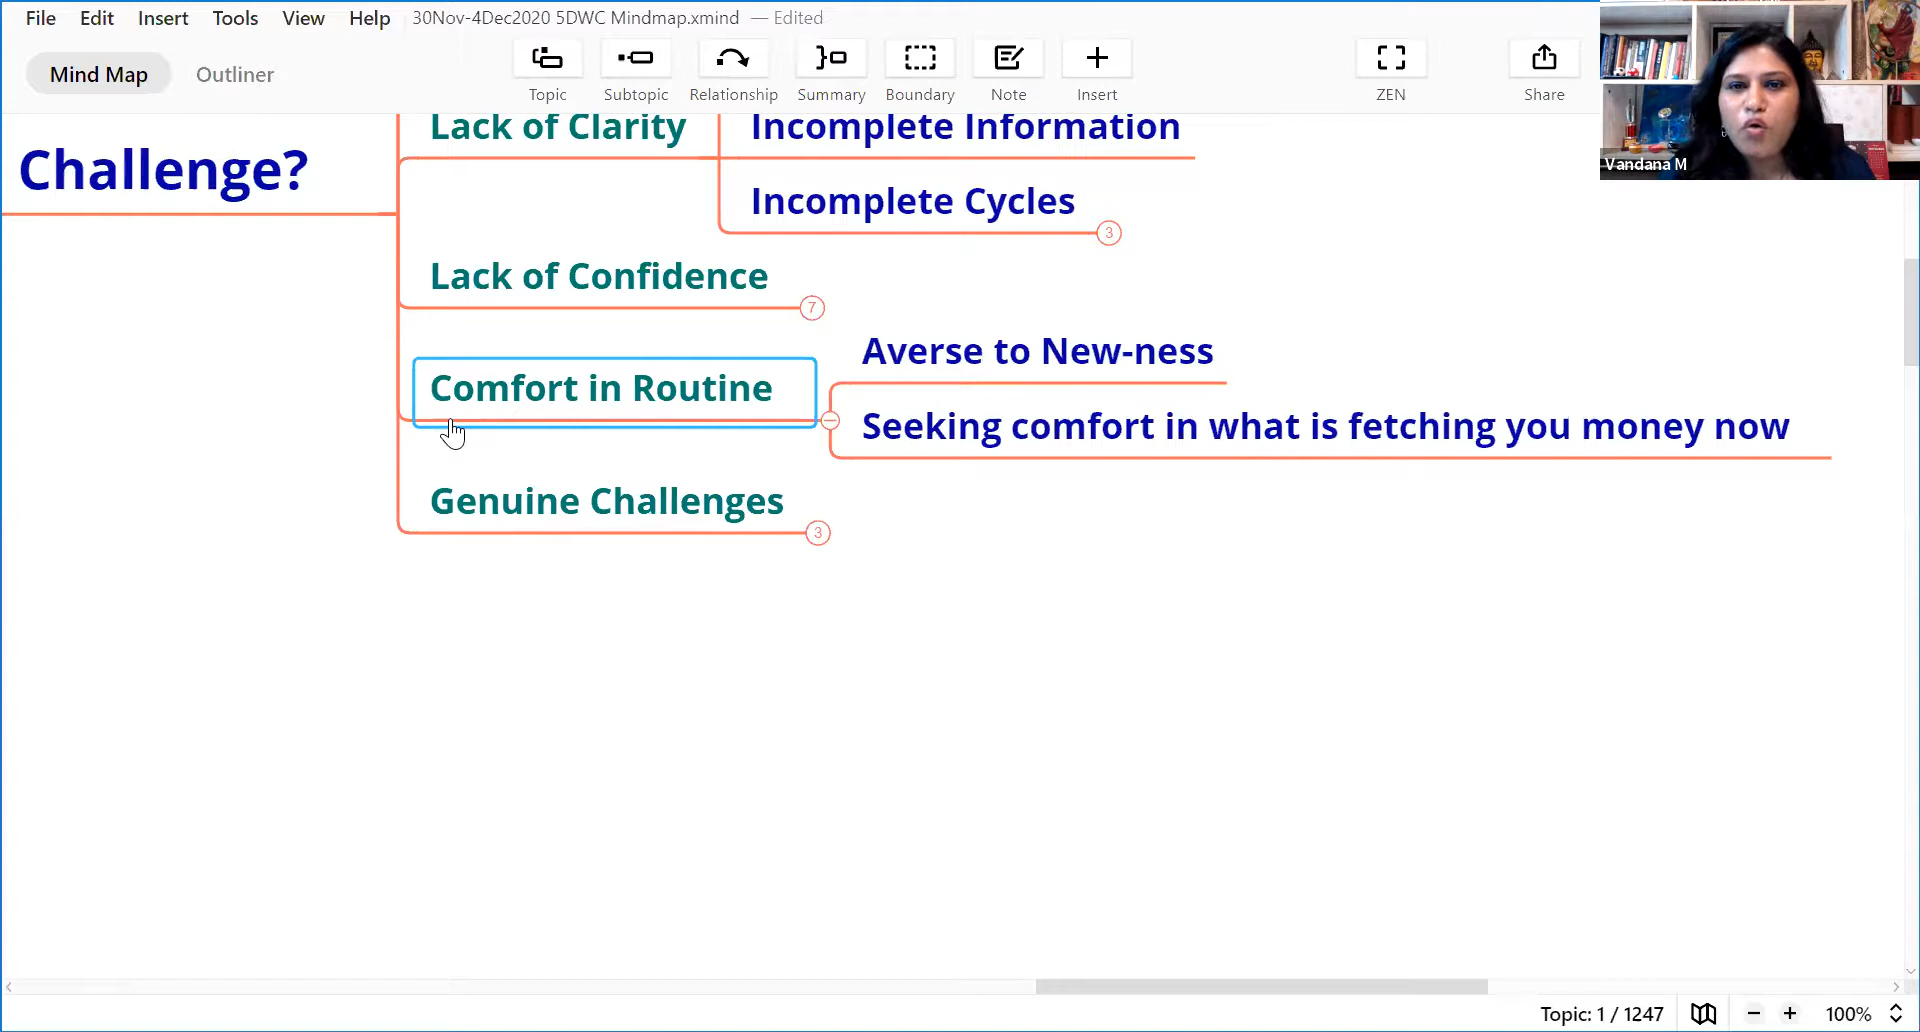 File Edit Insert Tools View Help 30Nov-4Dec2020 5DWC Mindmap.xmind — Edited
Mind Map Outliner
Topic Subtopic Relationship Summary Boundary Note Insert ZEN Share
Vandana M
Challenge?
Lack of Clarity
Incomplete Information
Incomplete Cycles 3
Lack of Confidence 7
Comfort in Routine
Averse to New-ness
Seeking comfort in what is fetching you money now
Genuine Challenges 3
Topic: 1 / 1247 100%